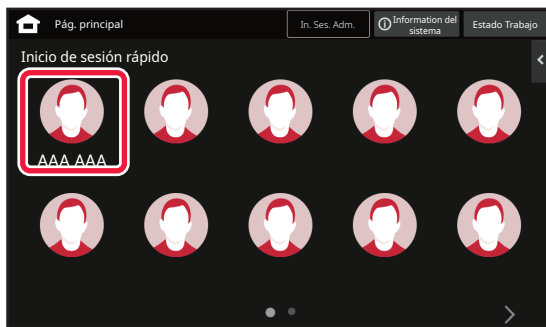 Pág. principal
In. Ses. Adm.
Information del
sistema
Estado Trabajo
Inicio de sesión rápido
AAA AAA